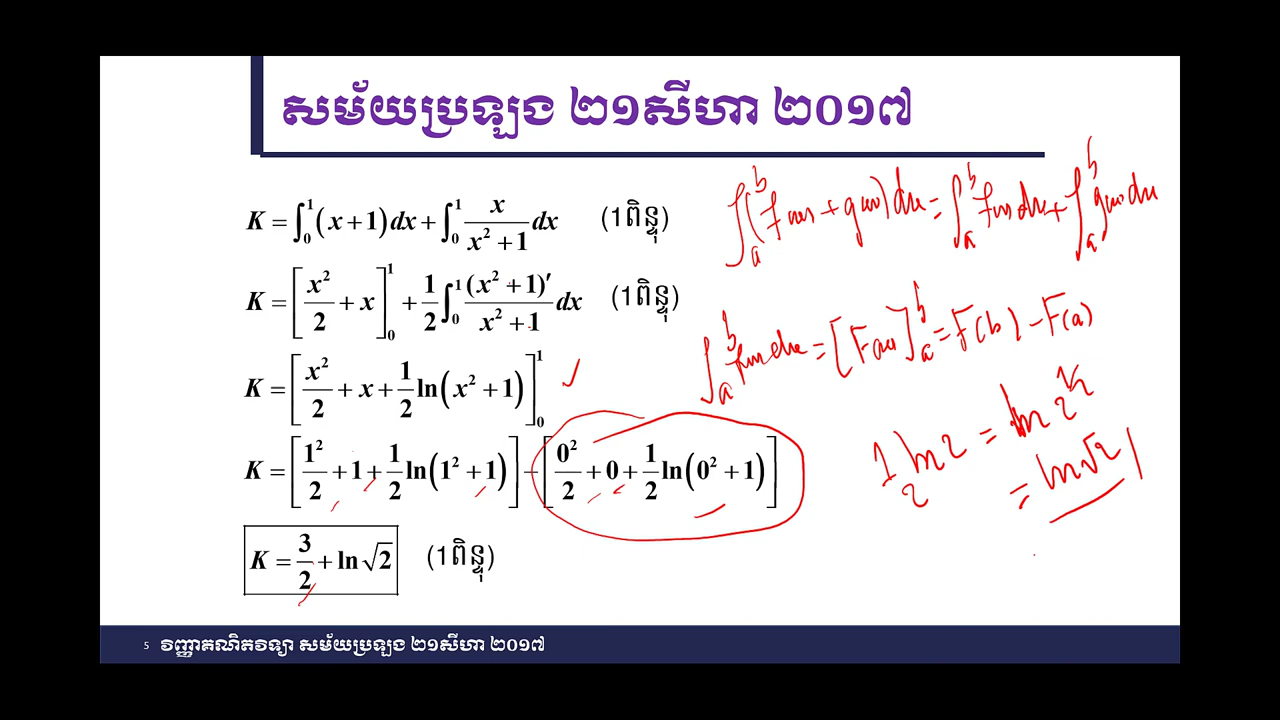 សម័យប្រឡង ២១សីហា ២០១៧
K = ∫₀¹ (x + 1) dx + ∫₀¹ x/(x² + 1) dx (1ពិន្ទុ)
K = [x²/2 + x]₀¹ + 1/2 ∫₀¹ (x² + 1)′/(x² + 1) dx (1ពិន្ទុ)
K = [x²/2 + x + 1/2 ln(x² + 1)]₀¹
K = [1²/2 + 1 + 1/2 ln(1² + 1)] − [0²/2 + 0 + 1/2 ln(0² + 1)]
K = 3/2 + ln √2 (1ពិន្ទុ)
∫ₐᵇ (f(x) + g(x)) dx = ∫ₐᵇ f(x) dx + ∫ₐᵇ g(x) dx
∫ₐᵇ f(x) dx = [F(x)]ₐᵇ = F(b) − F(a)
1/2 ln 2 = ln 2^(1/2)
= ln √2
5 វិញ្ញាគណិតវិទ្យា សម័យប្រឡង ២១សីហា ២០១៧